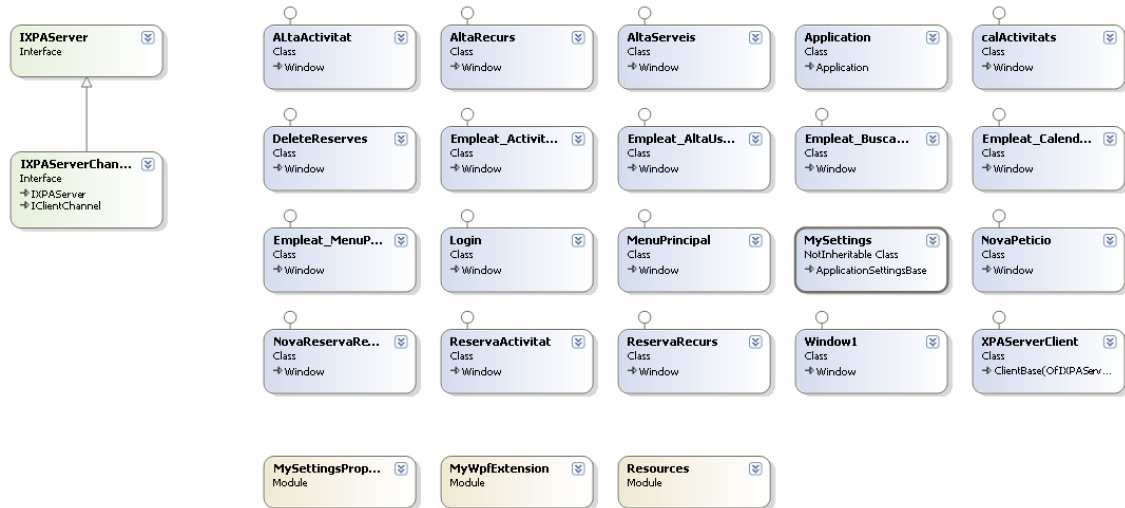 IXPAServer
Interface
IXPAServerChan...
Interface
IXPAServer
IClientChannel
ALtaActivitat
Class
Window
AltaRecurs
Class
Window
AltaServeis
Class
Window
Application
Class
Application
calActivitats
Class
Window
DeleteReserves
Class
Window
Empleat_Activit...
Class
Window
Empleat_AltaUs...
Class
Window
Empleat_Busca...
Class
Window
Empleat_Calend...
Class
Window
Empleat_MenuP...
Class
Window
Login
Class
Window
MenuPrincipal
Class
Window
MySettings
NotInheritable Class
ApplicationSettingsBase
NovaPeticio
Class
Window
NovaReservaRe...
Class
Window
ReservaActivitat
Class
Window
ReservaRecurs
Class
Window
Window1
Class
Window
XPAServerClient
Class
ClientBase(OfIXPAServ...
MySettingsProp...
Module
MyWpfExtension
Module
Resources
Module